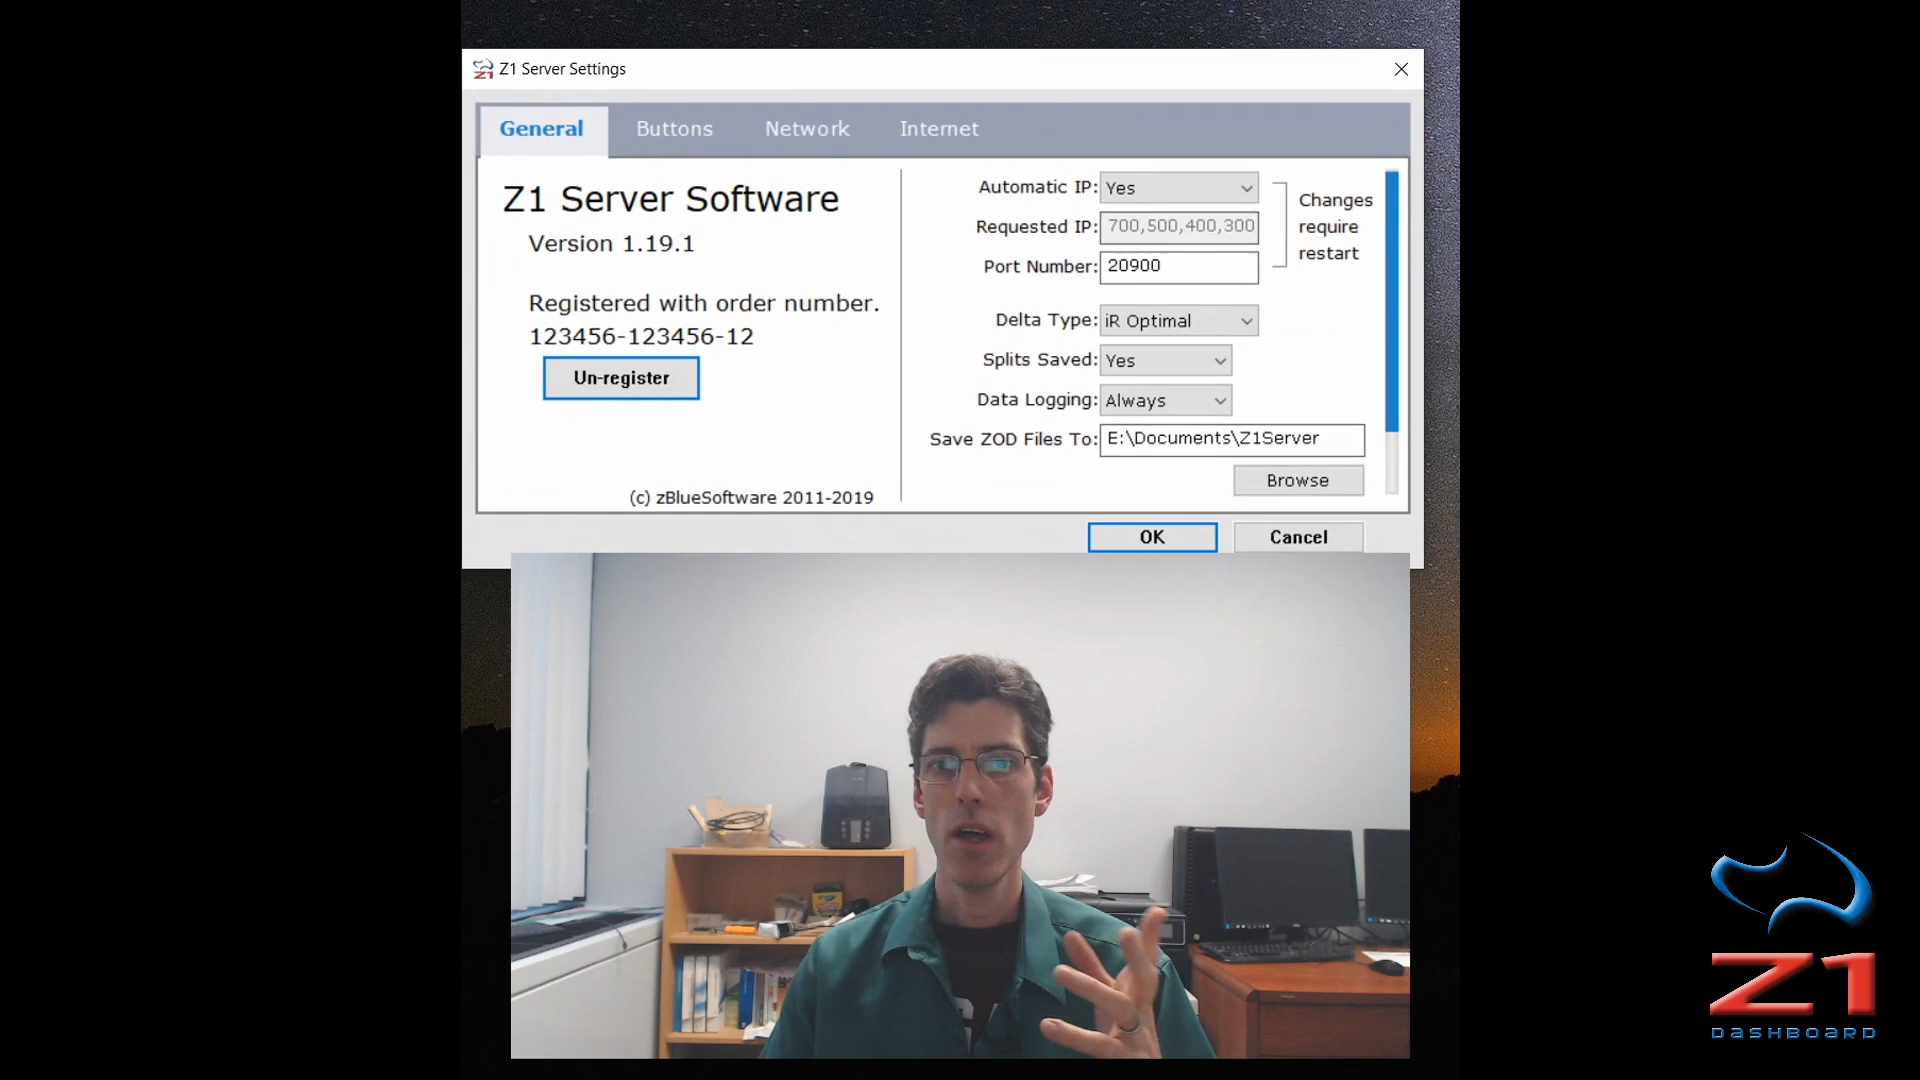 Z1 Z1 Server Settings
General Buttons Network Internet
Z1 Server Software
Version 1.19.1
Registered with order number.
123456-123456-12
Un-register
(c) zBlueSoftware 2011-2019
Automatic IP: Yes
Requested IP: 700,500,400,300
Port Number: 20900
Changes
require
restart
Delta Type: iR Optimal
Splits Saved: Yes
Data Logging: Always
Save ZOD Files To: E:\Documents\Z1Server
Browse
OK Cancel
Z1
DASHBOARD